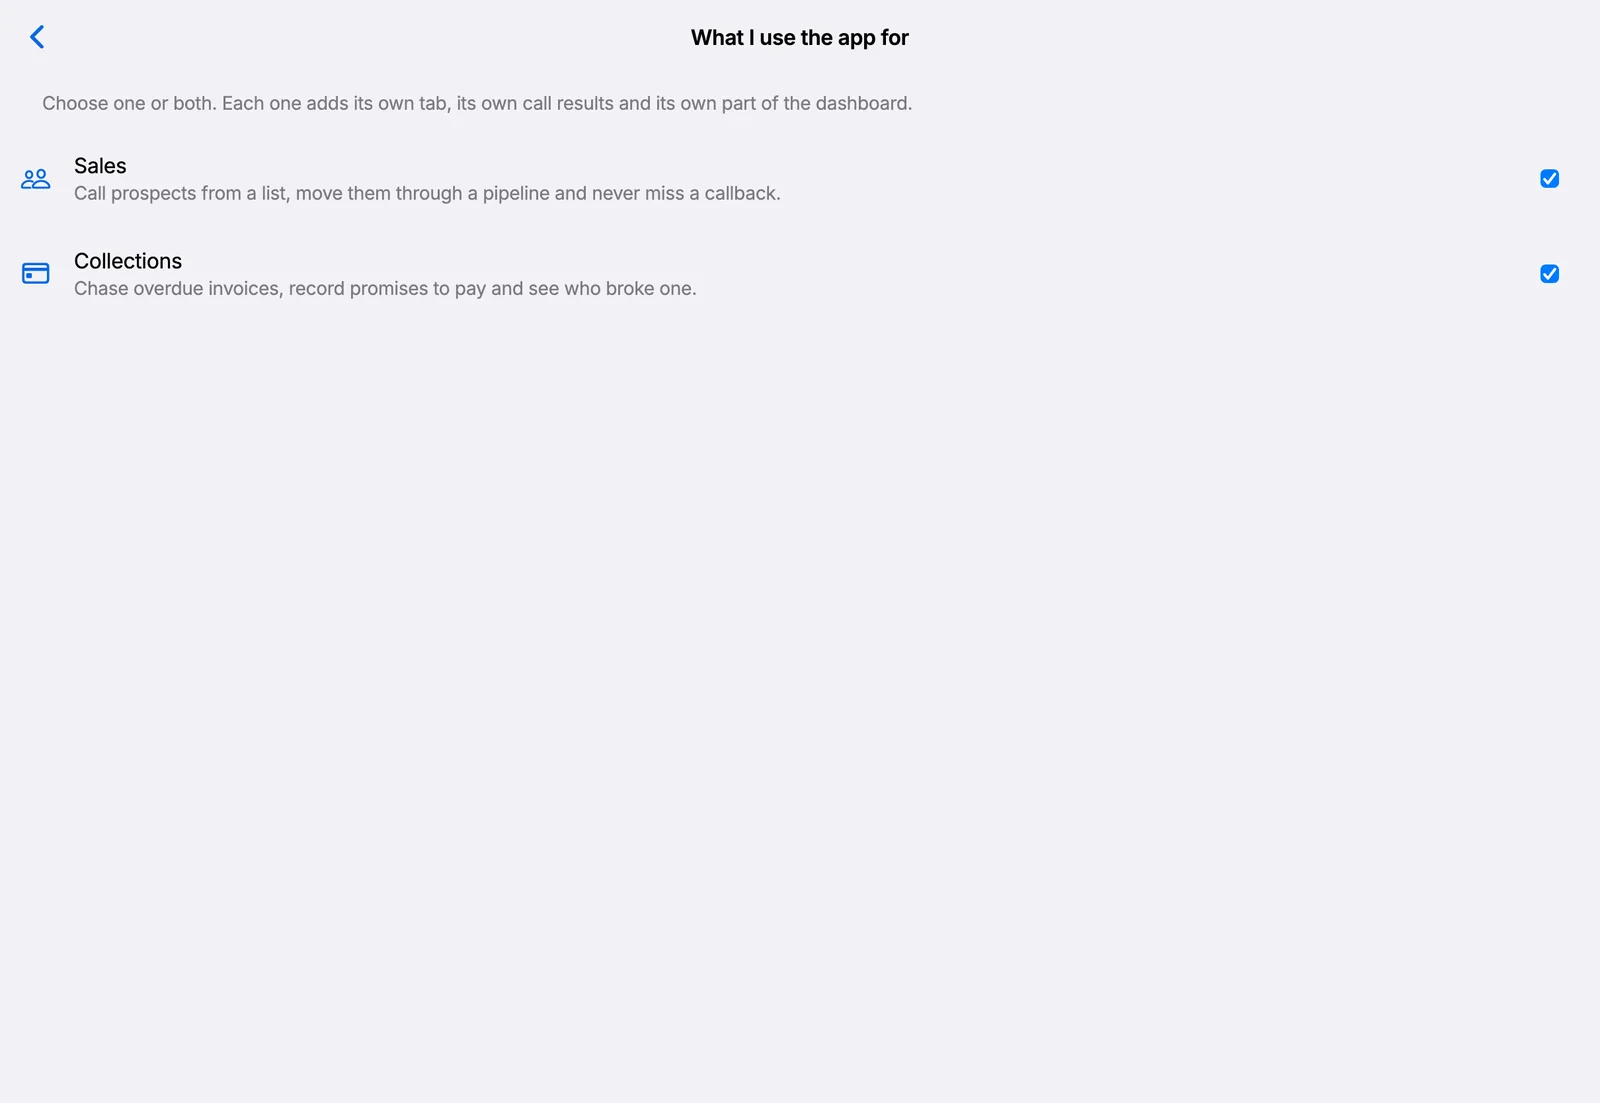 What I use the app for
Choose one or both. Each one adds its own tab, its own call results and its own part of the dashboard.
Sales
Call prospects from a list, move them through a pipeline and never miss a callback.
Collections
Chase overdue invoices, record promises to pay and see who broke one.